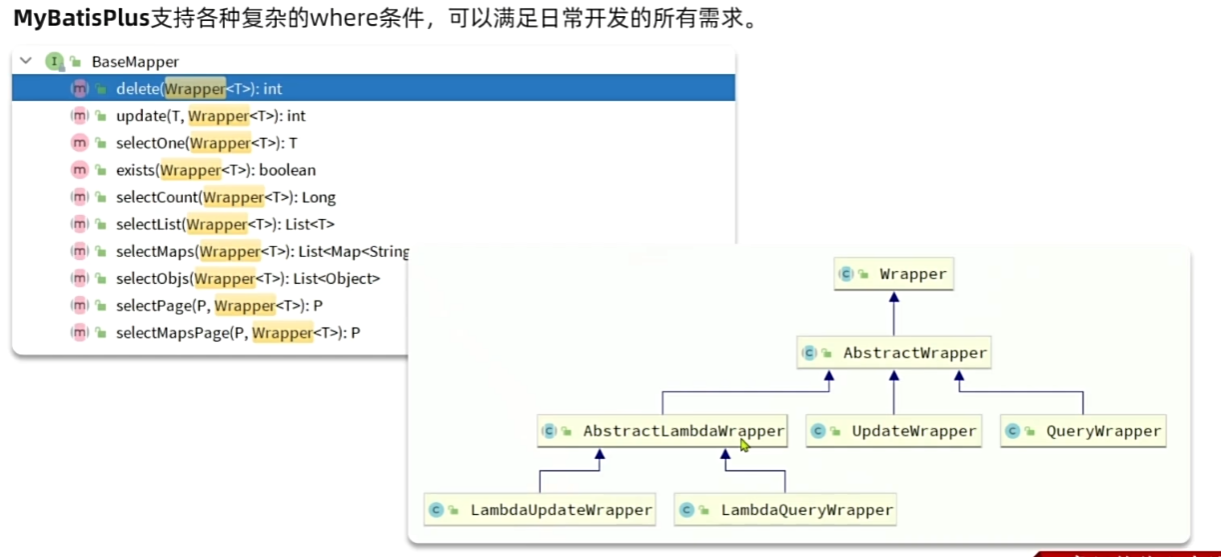 MyBatisPlus支持各种复杂的where条件，可以满足日常开发的所有需求。
BaseMapper
delete(Wrapper<T>): int
update(T, Wrapper<T>): int
selectOne(Wrapper<T>): T
exists(Wrapper<T>): boolean
selectCount(Wrapper<T>): Long
selectList(Wrapper<T>): List<T>
selectMaps(Wrapper<T>): List<Map<String
selectObjs(Wrapper<T>): List<Object>
selectPage(P, Wrapper<T>): P
selectMapsPage(P, Wrapper<T>): P
Wrapper
AbstractWrapper
AbstractLambdaWrapper
UpdateWrapper
QueryWrapper
LambdaUpdateWrapper
LambdaQueryWrapper